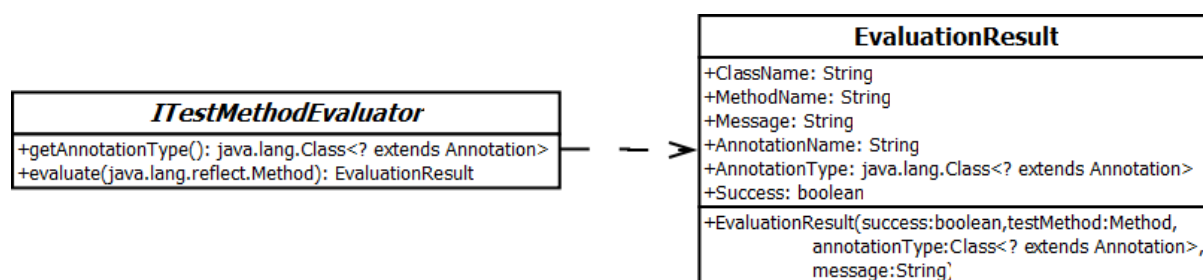 ITestMethodEvaluator
+getAnnotationType(): java.lang.Class<? extends Annotation>
+evaluate(java.lang.reflect.Method): EvaluationResult
EvaluationResult
+ClassName: String
+MethodName: String
+Message: String
+AnnotationName: String
+AnnotationType: java.lang.Class<? extends Annotation>
+Success: boolean
+EvaluationResult(success:boolean,testMethod:Method,
annotationType:Class<? extends Annotation>,
message:String)